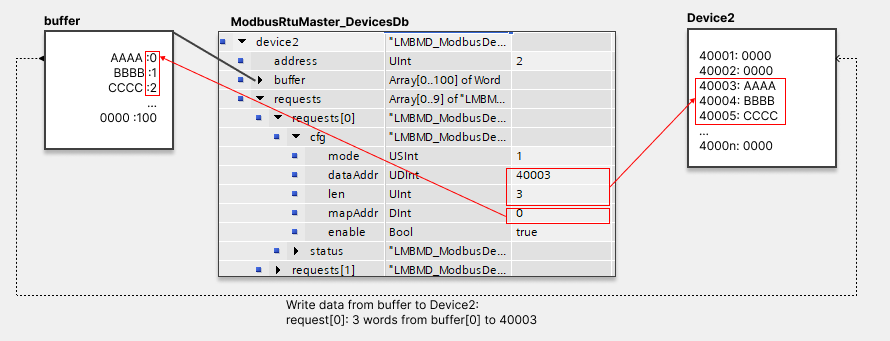 buffer
AAAA :0
BBBB :1
CCCC :2
...
0000 :100
ModbusRtuMaster_DevicesDb
device2 "LMBMD_ModbusDe...
address UInt 2
buffer Array[0..100] of Word
requests Array[0..9] of "LMBM...
requests[0] "LMBMD_ModbusDe...
cfg "LMBMD_ModbusDe...
mode USInt 1
dataAddr UDInt 40003
len UInt 3
mapAddr DInt 0
enable Bool true
status "LMBMD_ModbusDe...
requests[1] "LMBMD_ModbusDe...
Device2
40001: 0000
40002: 0000
40003: AAAA
40004: BBBB
40005: CCCC
...
4000n: 0000
Write data from buffer to Device2:
request[0]: 3 words from buffer[0] to 40003